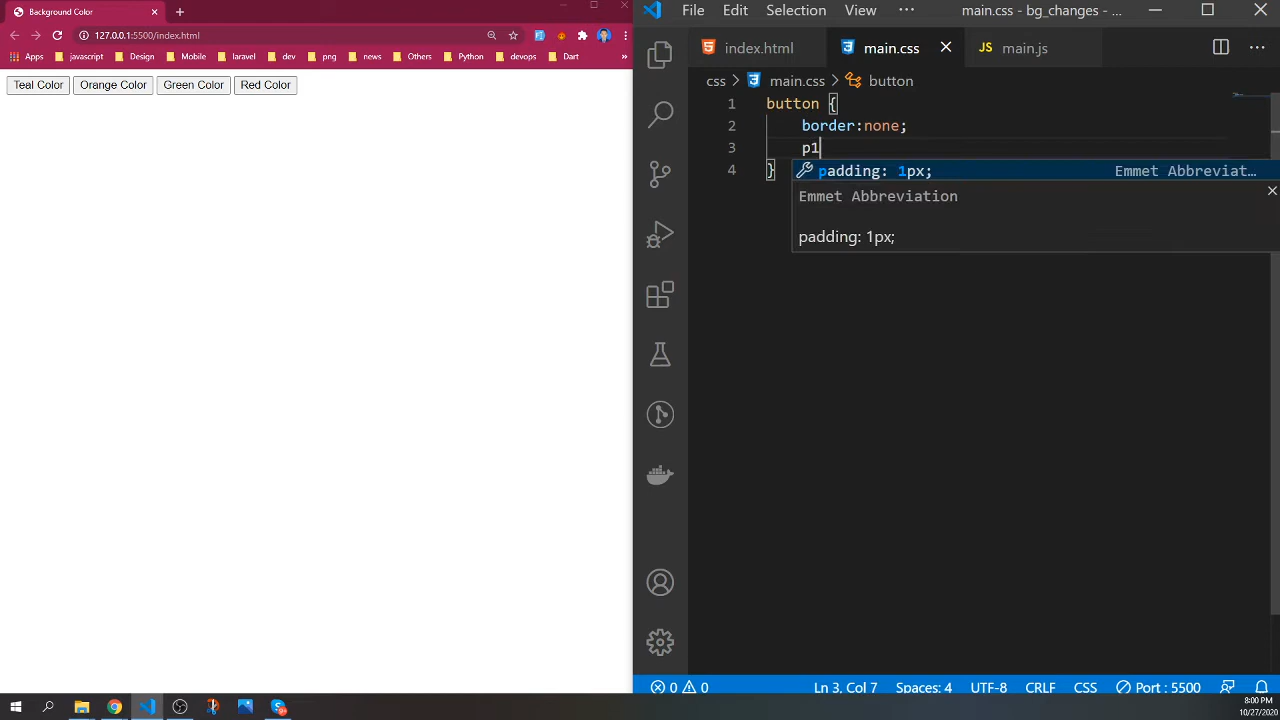 Background Color
127.0.0.1:5500/index.html
Apps javascript Design Mobile laravel dev png news Others Python devops Dart »
Teal Color Orange Color Green Color Red Color
File Edit Selection View ··· main.css - bg_changes - ...
index.html main.css main.js
css > main.css > button
1 button {
2 border:none;
3 p1
padding: 1px; Emmet Abbreviat...
4 }
Emmet Abbreviation
padding: 1px;
0 0 Ln 3, Col 7 Spaces: 4 UTF-8 CRLF CSS Port : 5500
8:00 PM
10/27/2020